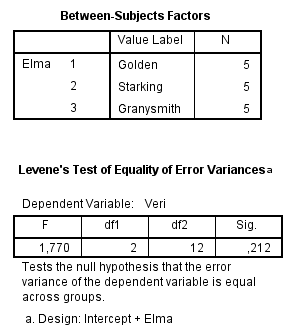 Between-Subjects Factors
Value Label N
Elma 1 Golden 5
2 Starking 5
3 Granysmith 5
Levene's Test of Equality of Error Variancesa
Dependent Variable: Veri
F df1 df2 Sig.
1,770 2 12 ,212
Tests the null hypothesis that the error
variance of the dependent variable is equal
across groups.
a. Design: Intercept + Elma